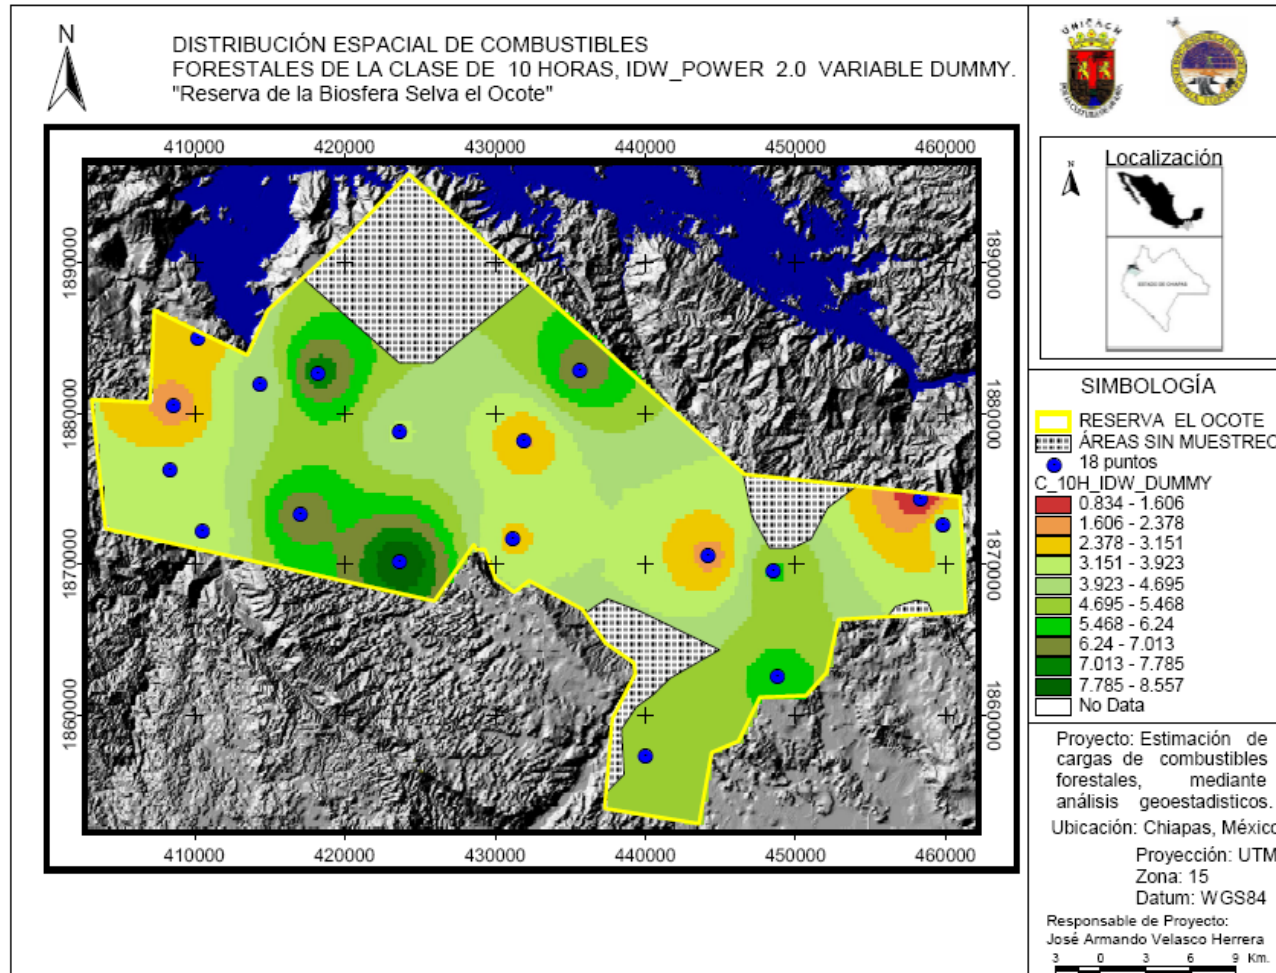 N
DISTRIBUCIÓN ESPACIAL DE COMBUSTIBLES
FORESTALES DE LA CLASE DE 10 HORAS, IDW_POWER 2.0 VARIABLE DUMMY.
"Reserva de la Biosfera Selva el Ocote"
410000 420000 430000 440000 450000 460000
1890000
1880000
1870000
1860000
1890000
1880000
1870000
1860000
410000 420000 430000 440000 450000 460000
UNICACH
Localización
N
ESTADO DE CHIAPAS
SIMBOLOGÍA
RESERVA EL OCOTE
ÁREAS SIN MUESTREO
18 puntos
C_10H_IDW_DUMMY
0.834 - 1.606
1.606 - 2.378
2.378 - 3.151
3.151 - 3.923
3.923 - 4.695
4.695 - 5.468
5.468 - 6.24
6.24 - 7.013
7.013 - 7.785
7.785 - 8.557
No Data
Proyecto: Estimación de
cargas de combustibles
forestales, mediante
análisis geoestadisticos.
Ubicación: Chiapas, México
Proyección: UTM
Zona: 15
Datum: WGS84
Responsable de Proyecto:
José Armando Velasco Herrera
3 0 3 6 9 Km.